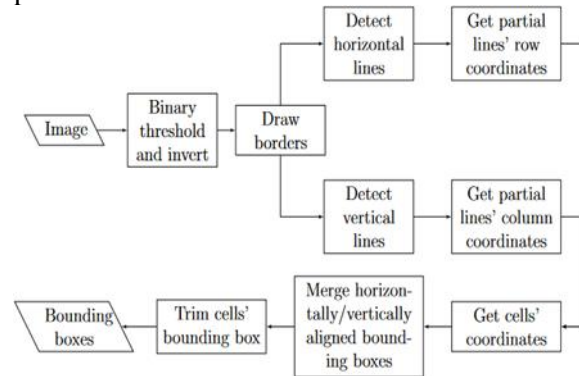 Detect
horizontal
lines
Get partial
lines' row
coordinates
Image
Binary
threshold
and invert
Draw
borders
Detect
vertical
lines
Get partial
lines' column
coordinates
Bounding
boxes
Trim cells'
bounding box
Merge horizon-
tally/vertically
aligned bound-
ing boxes
Get cells'
coordinates